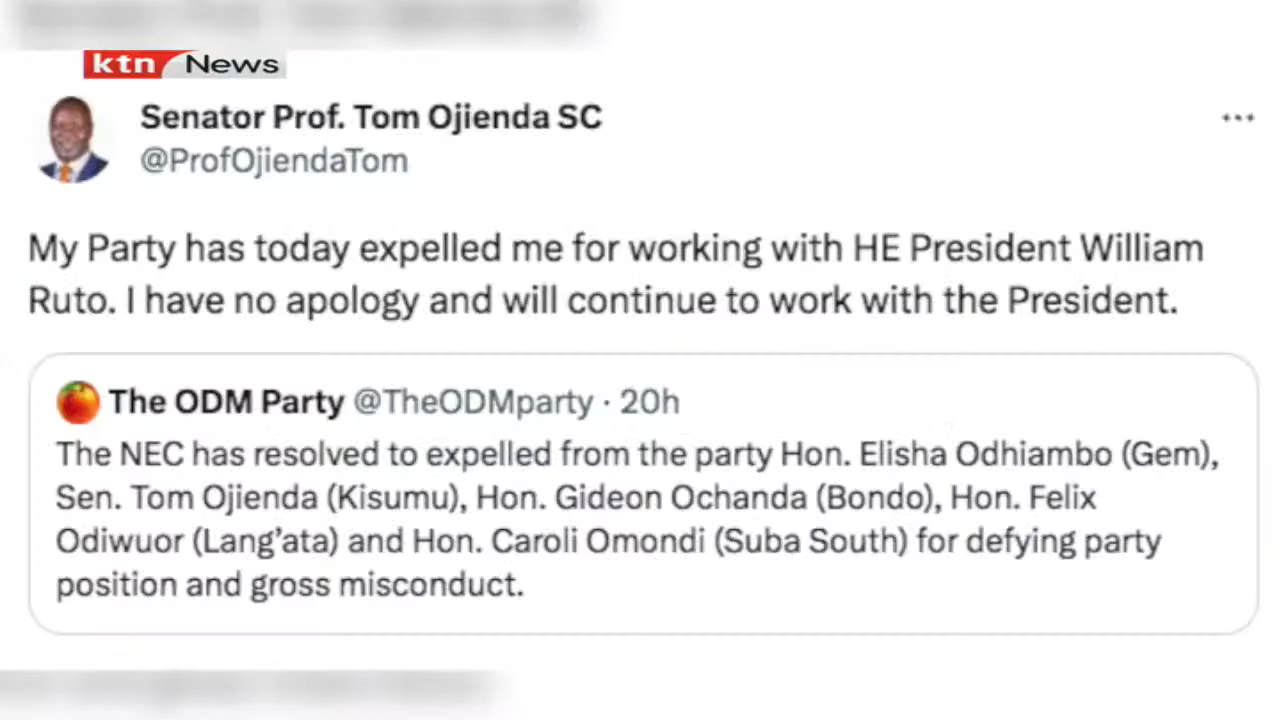 ktn News
Senator Prof. Tom Ojienda SC
@ProfOjiendaTom
My Party has today expelled me for working with HE President William
Ruto. I have no apology and will continue to work with the President.
The ODM Party @TheODMparty · 20h
The NEC has resolved to expelled from the party Hon. Elisha Odhiambo (Gem),
Sen. Tom Ojienda (Kisumu), Hon. Gideon Ochanda (Bondo), Hon. Felix
Odiwuor (Lang'ata) and Hon. Caroli Omondi (Suba South) for defying party
position and gross misconduct.